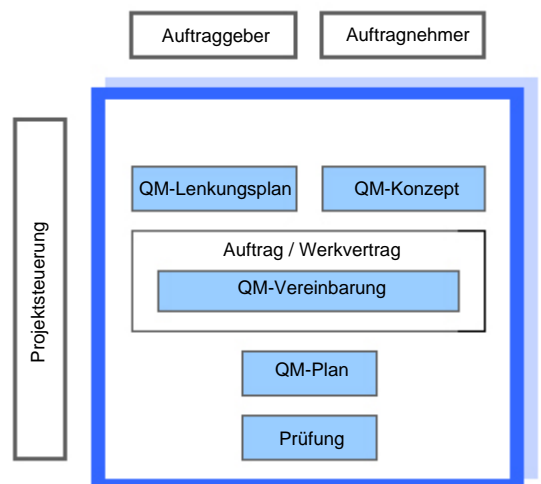 Auftraggeber
Auftragnehmer
Projektsteuerung
QM-Lenkungsplan
QM-Konzept
Auftrag / Werkvertrag
QM-Vereinbarung
QM-Plan
Prüfung